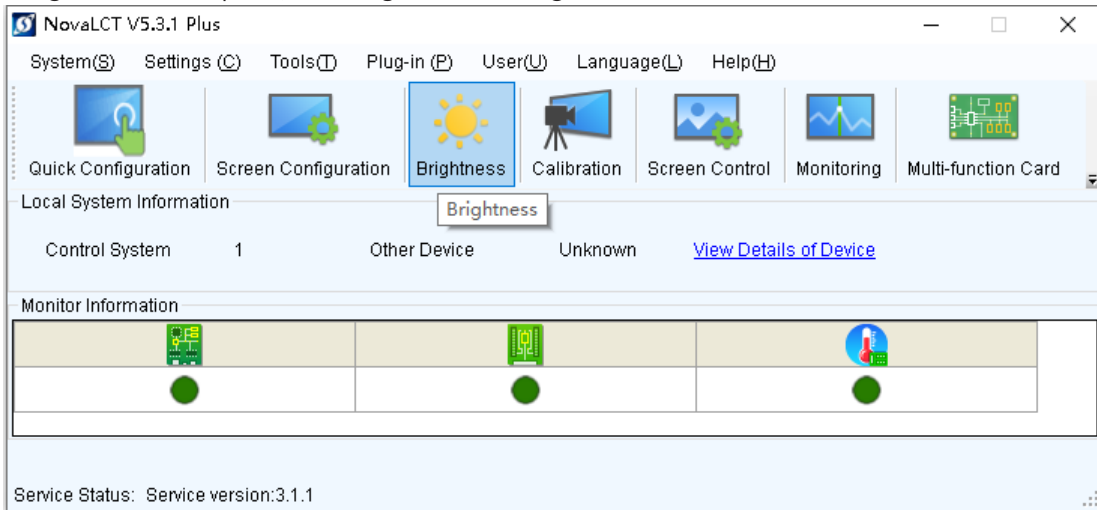 NovaLCT V5.3.1 Plus
System(S) Settings (C) Tools(T) Plug-in (P) User(U) Language(L) Help(H)
Quick Configuration Screen Configuration Brightness Calibration Screen Control Monitoring Multi-function Card
Local System Information
Brightness
Control System 1 Other Device Unknown View Details of Device
Monitor Information
Service Status: Service version:3.1.1